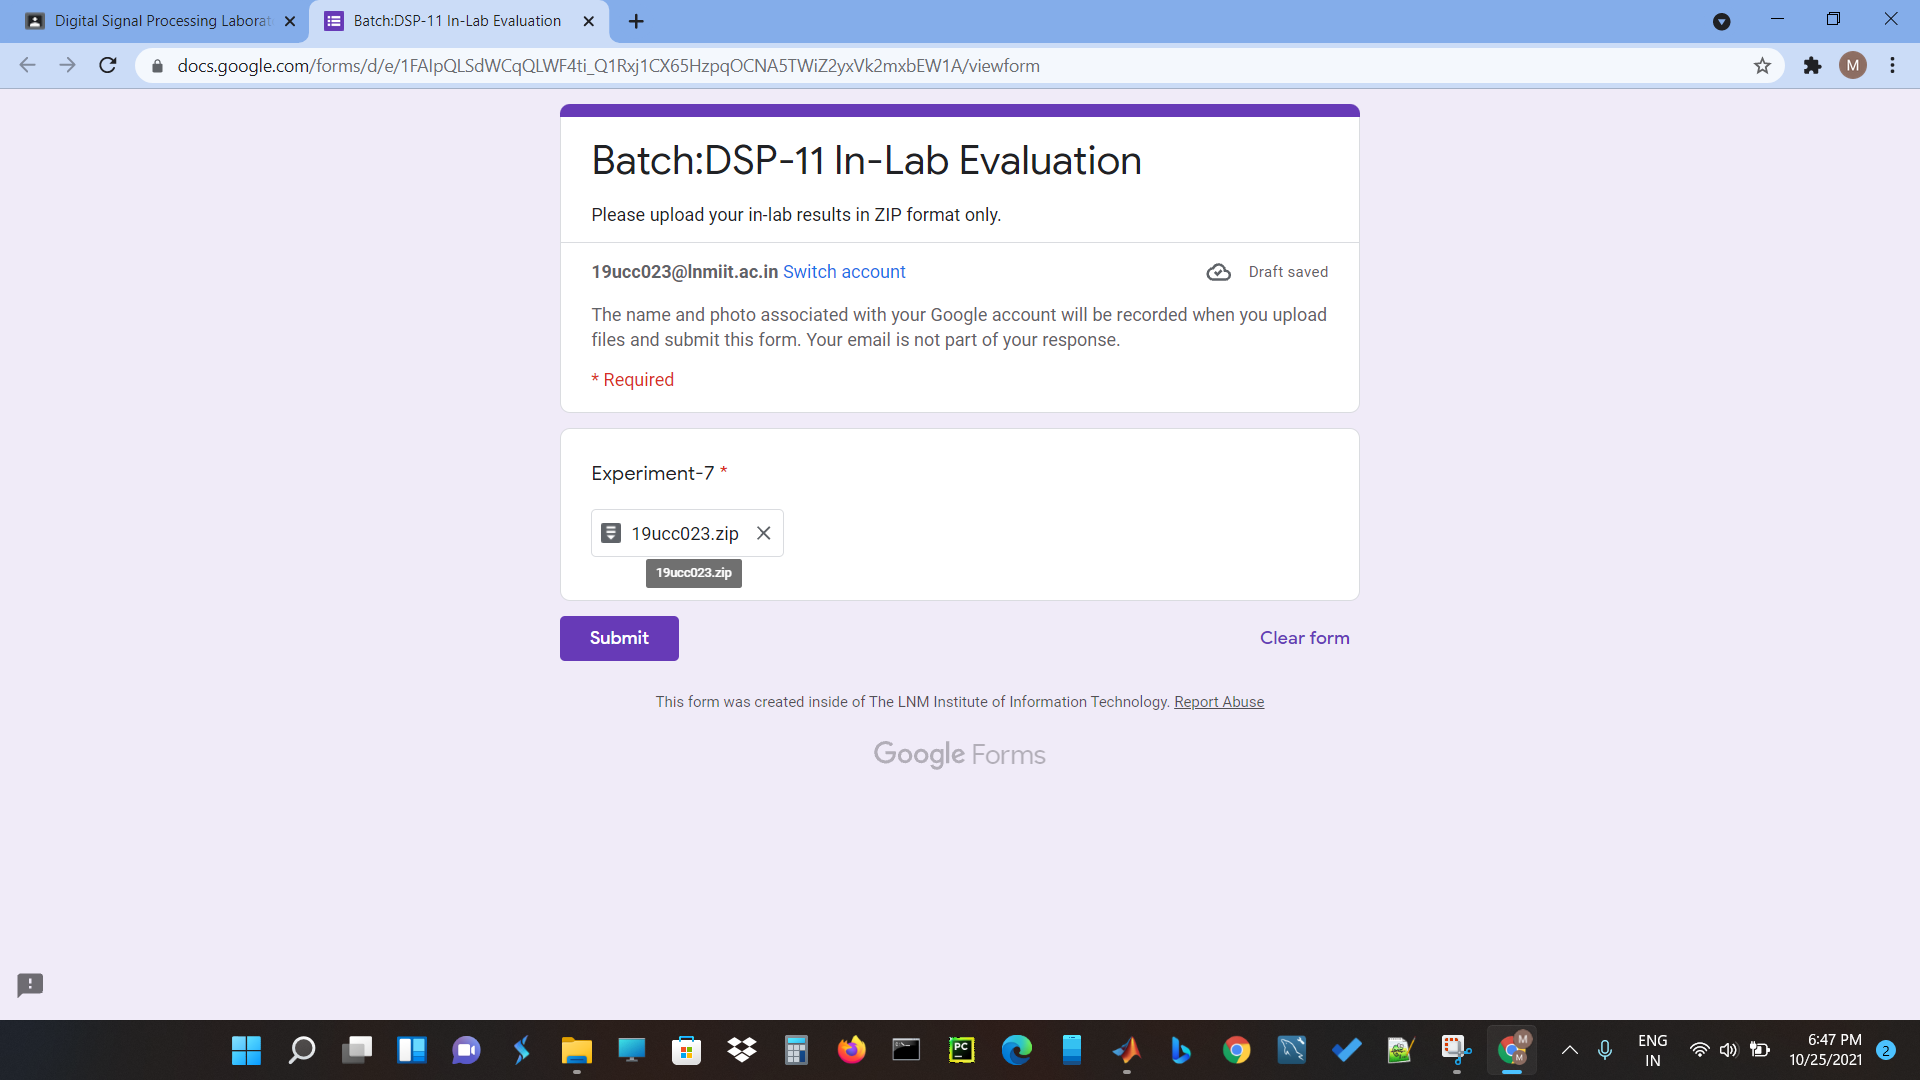 Digital Signal Processing Laborat
Batch:DSP-11 In-Lab Evaluation
docs.google.com/forms/d/e/1FAIpQLSdWCqQLWF4ti_Q1Rxj1CX65HzpqOCNA5TWiZ2yxVk2mxbEW1A/viewform
M
Batch:DSP-11 In-Lab Evaluation
Please upload your in-lab results in ZIP format only.
19ucc023@lnmiit.ac.in Switch account
Draft saved
The name and photo associated with your Google account will be recorded when you upload
files and submit this form. Your email is not part of your response.
* Required
Experiment-7 *
19ucc023.zip
19ucc023.zip
Submit
Clear form
This form was created inside of The LNM Institute of Information Technology. Report Abuse
Google Forms
PC
M
M
ENG
IN
6:47 PM
10/25/2021
2